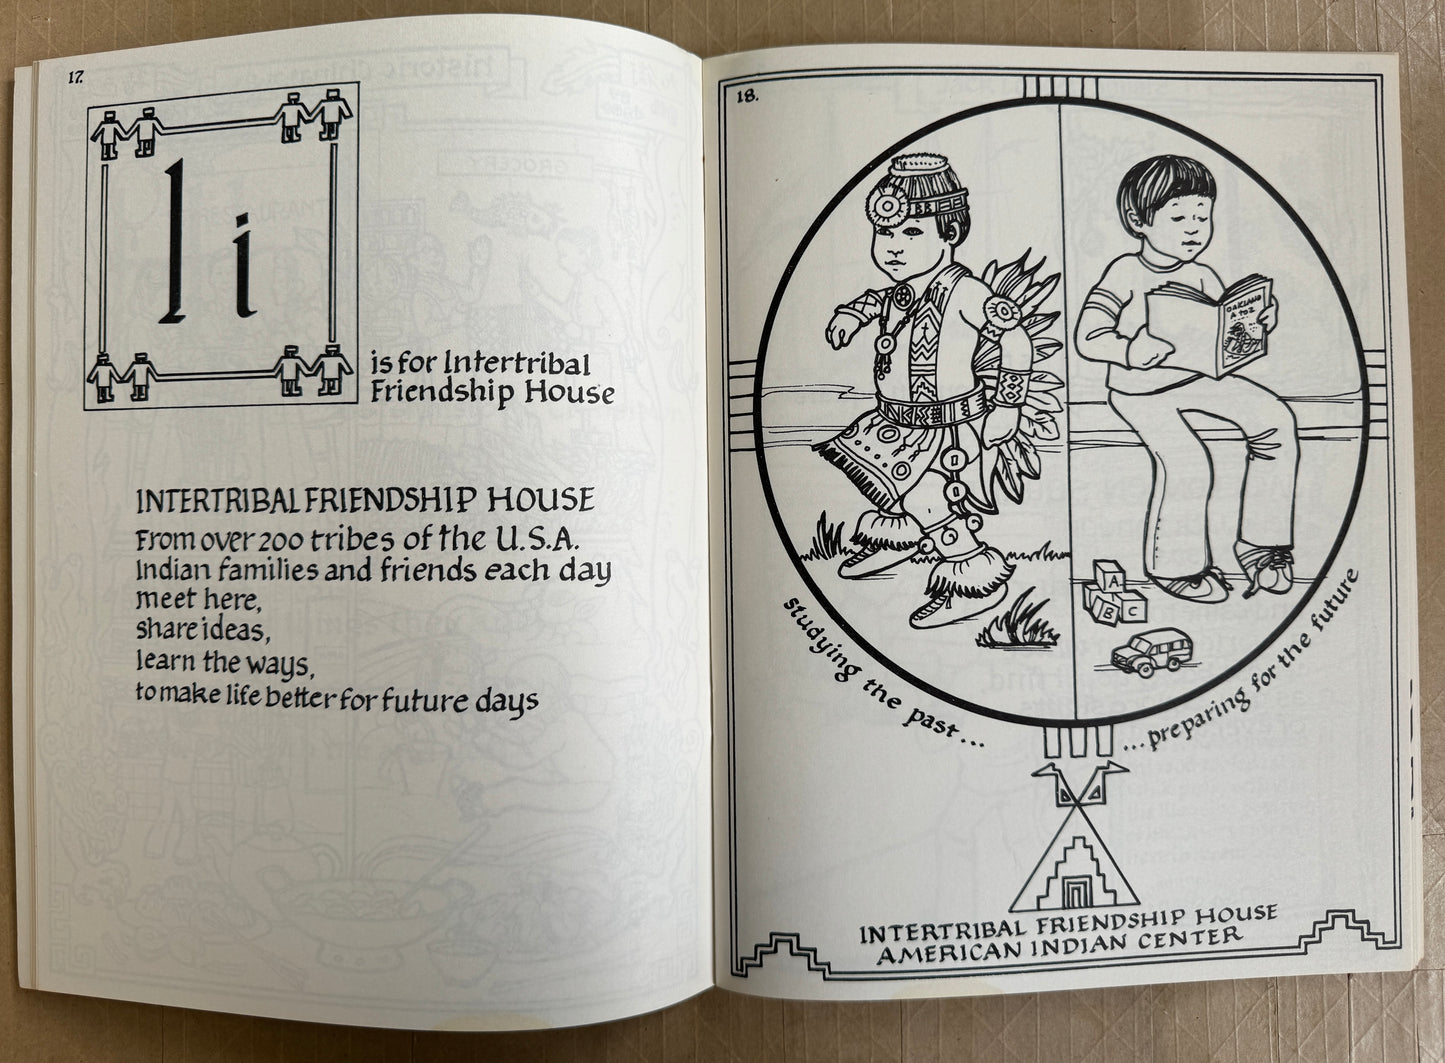 17.
I i
is for Intertribal
Friendship House
INTERTRIBAL FRIENDSHIP HOUSE
From over 200 tribes of the U.S.A.
Indian families and friends each day
meet here,
share ideas,
learn the ways,
to make life better for future days
18.
OAKLAND
A to Z
A
B C
studying the past...
...preparing for the future
INTERTRIBAL FRIENDSHIP HOUSE
AMERICAN INDIAN CENTER